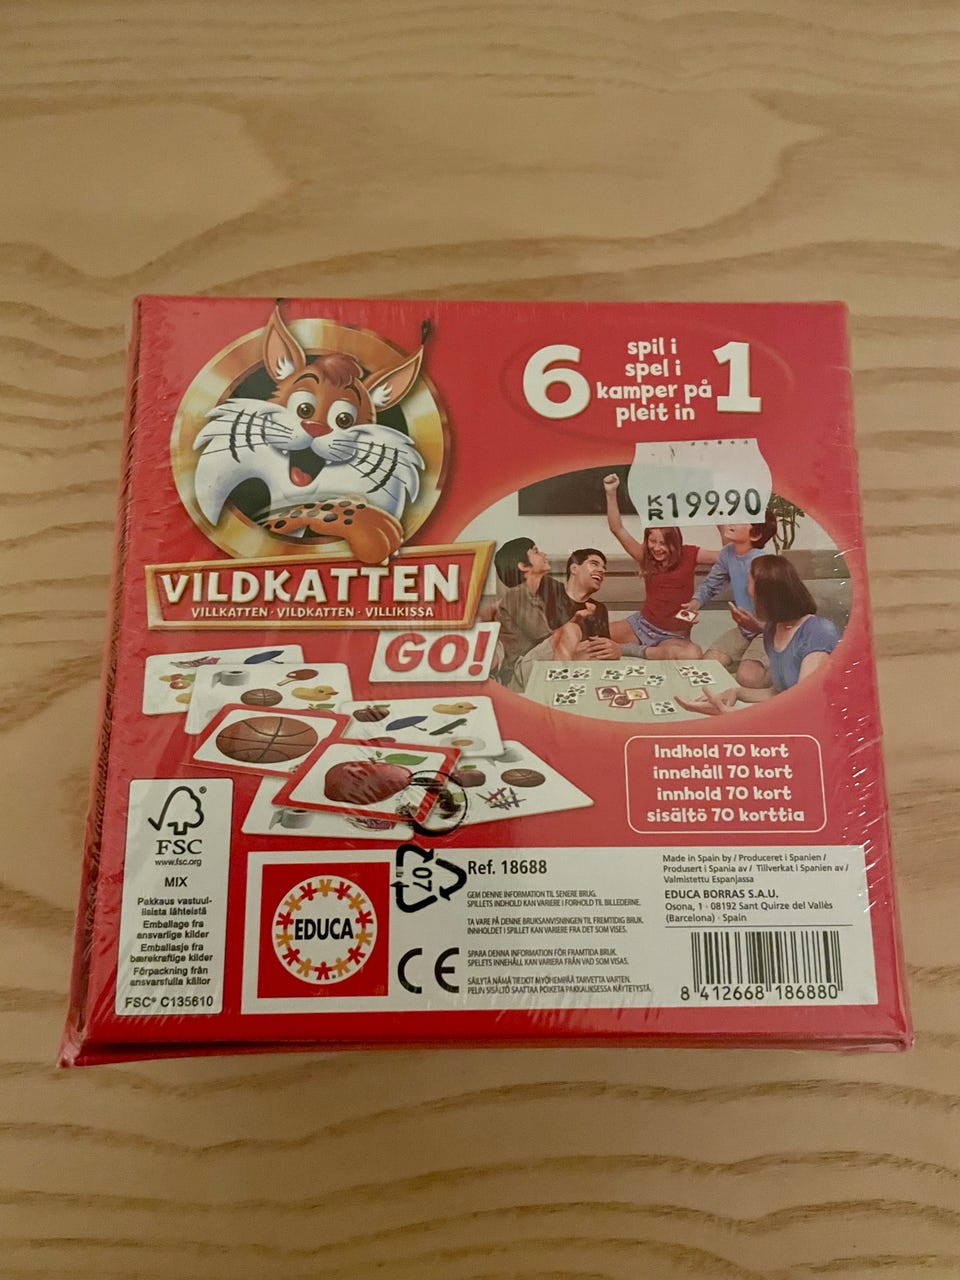 6
spil i
spel i
kamper på
pleit in
1
KR 199.90
VILDKATTEN
VILLKATTEN · VILDKATTEN · VILLIKISSA
GO!
Indhold 70 kort
innehåll 70 kort
innhold 70 kort
sisältö 70 korttia
FSC®
www.fsc.org
MIX
Pakkaus vastuul-
lisista lähteistä
Emballage fra
ansvarlige kilder
Emballasje fra
bærekraftige kilder
Förpackning från
ansvarsfulla källor
FSC® C135610
EDUCA
07
CE
Ref. 18688
GEM DENNE INFORMATION TIL SENERE BRUG.
SPILLETS INDHOLD KAN VARIERE I FORHOLD TIL BILLEDERNE.
TA VARE PÅ DENNE BRUKSANVISNINGEN TIL FREMTIDIG BRUK.
INNHOLDET I SPILLET KAN VARIERE FRA DET SOM VISES.
SPARA DENNA INFORMATION FÖR FRAMTIDA BRUK.
SPELETS INNEHÅLL KAN VARIERA FRÅN VAD SOM VISAS.
SÄILYTÄ NÄMÄ TIEDOT MYÖHEMPÄÄ TARVETTA VARTEN.
PELIN SISÄLTÖ SAATTAA POIKETA PAKKAUKSESSA NÄYTETYSTÄ.
Made in Spain by / Produceret i Spanien /
Produsert i Spania av / Tillverkat i Spanien av /
Valmistettu Espanjassa
EDUCA BORRAS S.A.U.
Osona, 1 · 08192 Sant Quirze del Vallès
(Barcelona) · Spain
8 412668 186880